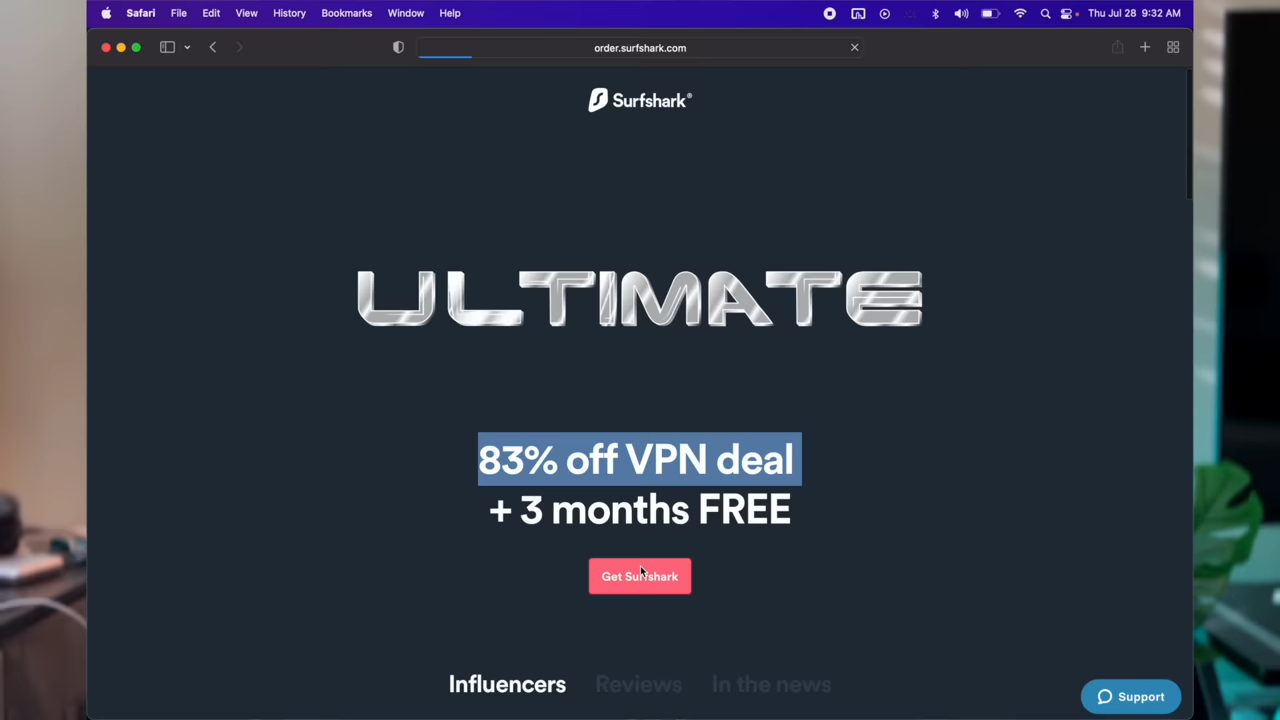 Safari File Edit View History Bookmarks Window Help Thu Jul 28 9:32 AM
order.surfshark.com
Surfshark®
ULTIMATE
83% off VPN deal
+ 3 months FREE
Get Surfshark
Influencers Reviews In the news
Support